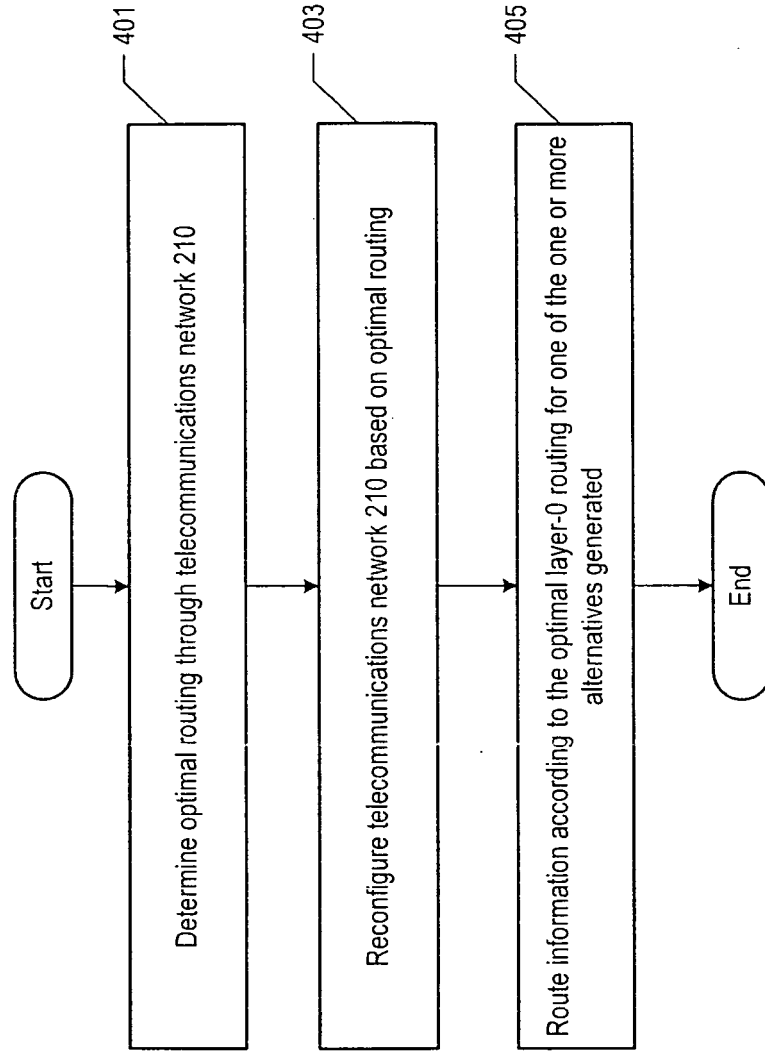 Start
401
Determine optimal routing through telecommunications network 210
403
Reconfigure telecommunications network 210 based on optimal routing
405
Route information according to the optimal layer-0 routing for one of the one or more
alternatives generated
End